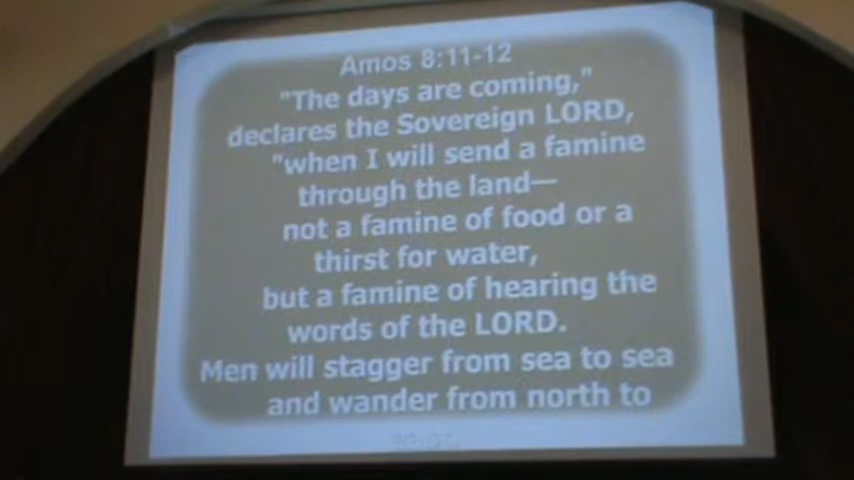 Amos 8:11-12
"The days are coming,"
declares the Sovereign LORD,
"when I will send a famine
through the land—
not a famine of food or a
thirst for water,
but a famine of hearing the
words of the LORD.
Men will stagger from sea to sea
and wander from north to